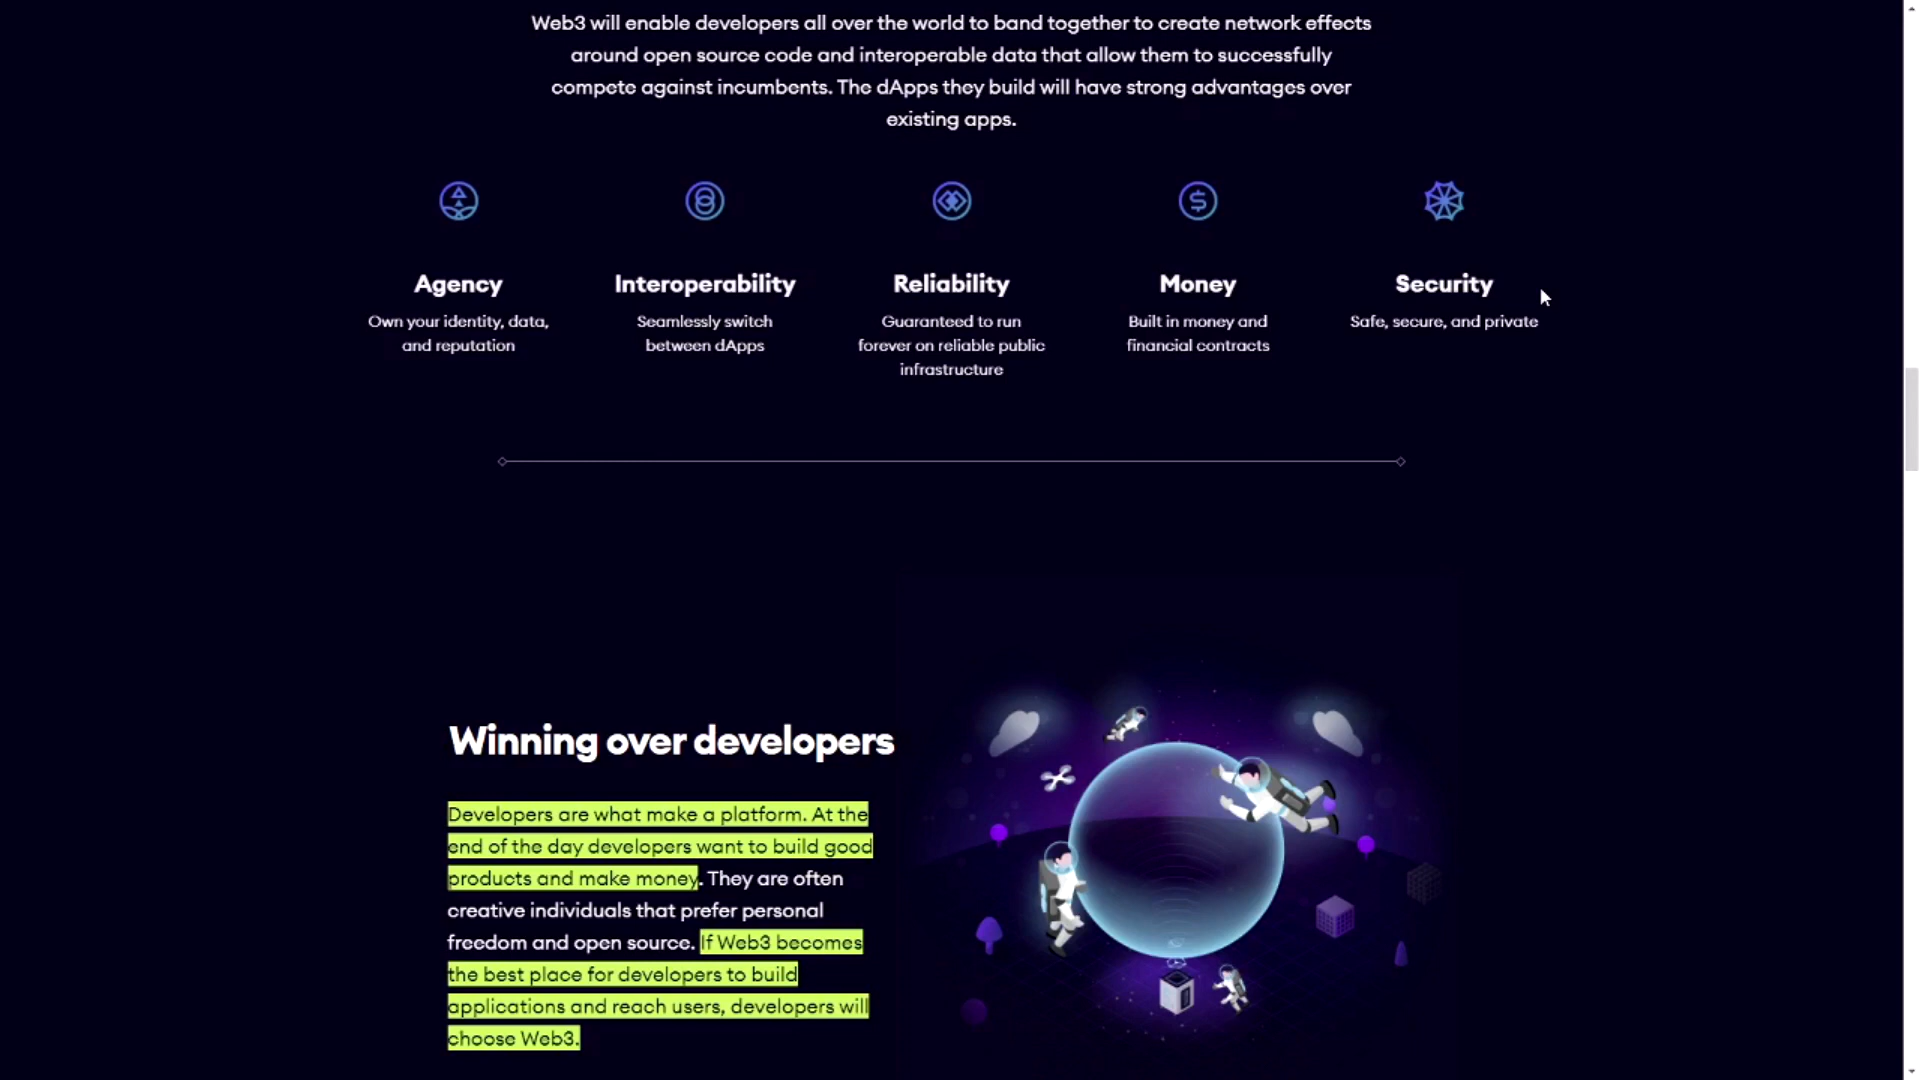 Web3 will enable developers all over the world to band together to create network effects
around open source code and interoperable data that allow them to successfully
compete against incumbents. The dApps they build will have strong advantages over
existing apps.
Agency
Own your identity, data,
and reputation
Interoperability
Seamlessly switch
between dApps
Reliability
Guaranteed to run
forever on reliable public
infrastructure
Money
Built in money and
financial contracts
Security
Safe, secure, and private
Winning over developers
Developers are what make a platform. At the
end of the day developers want to build good
products and make money. They are often
creative individuals that prefer personal
freedom and open source. If Web3 becomes
the best place for developers to build
applications and reach users, developers will
choose Web3.